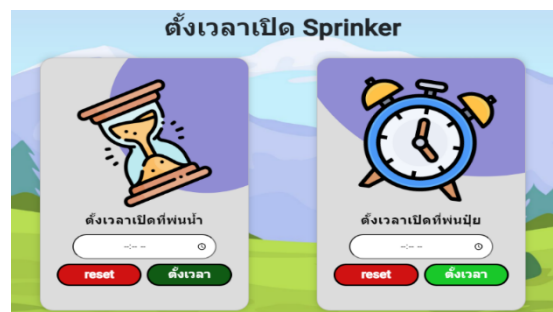 ตั้งเวลาเปิด Sprinker
ตั้งเวลาเปิดที่พ่นน้ำ
--:-- --
reset ตั้งเวลา
ตั้งเวลาเปิดที่พ่นปุ๋ย
--:-- --
reset ตั้งเวลา